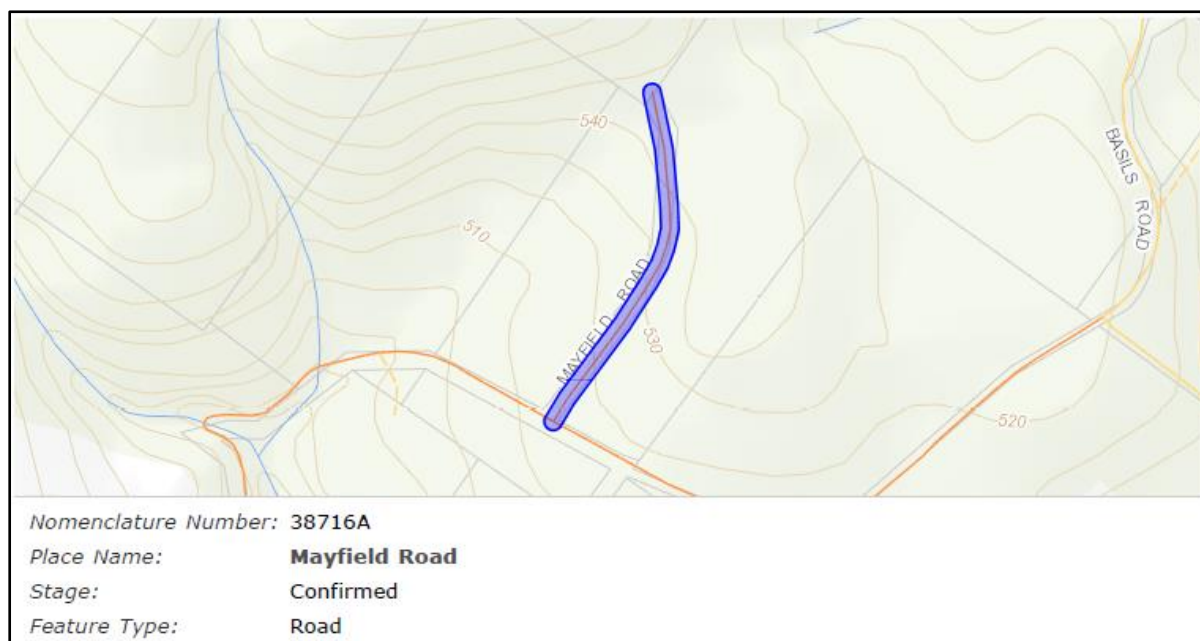 540
BASILS ROAD
510
MAYFIELD ROAD
530
520
Nomenclature Number: 38716A
Place Name: Mayfield Road
Stage: Confirmed
Feature Type: Road